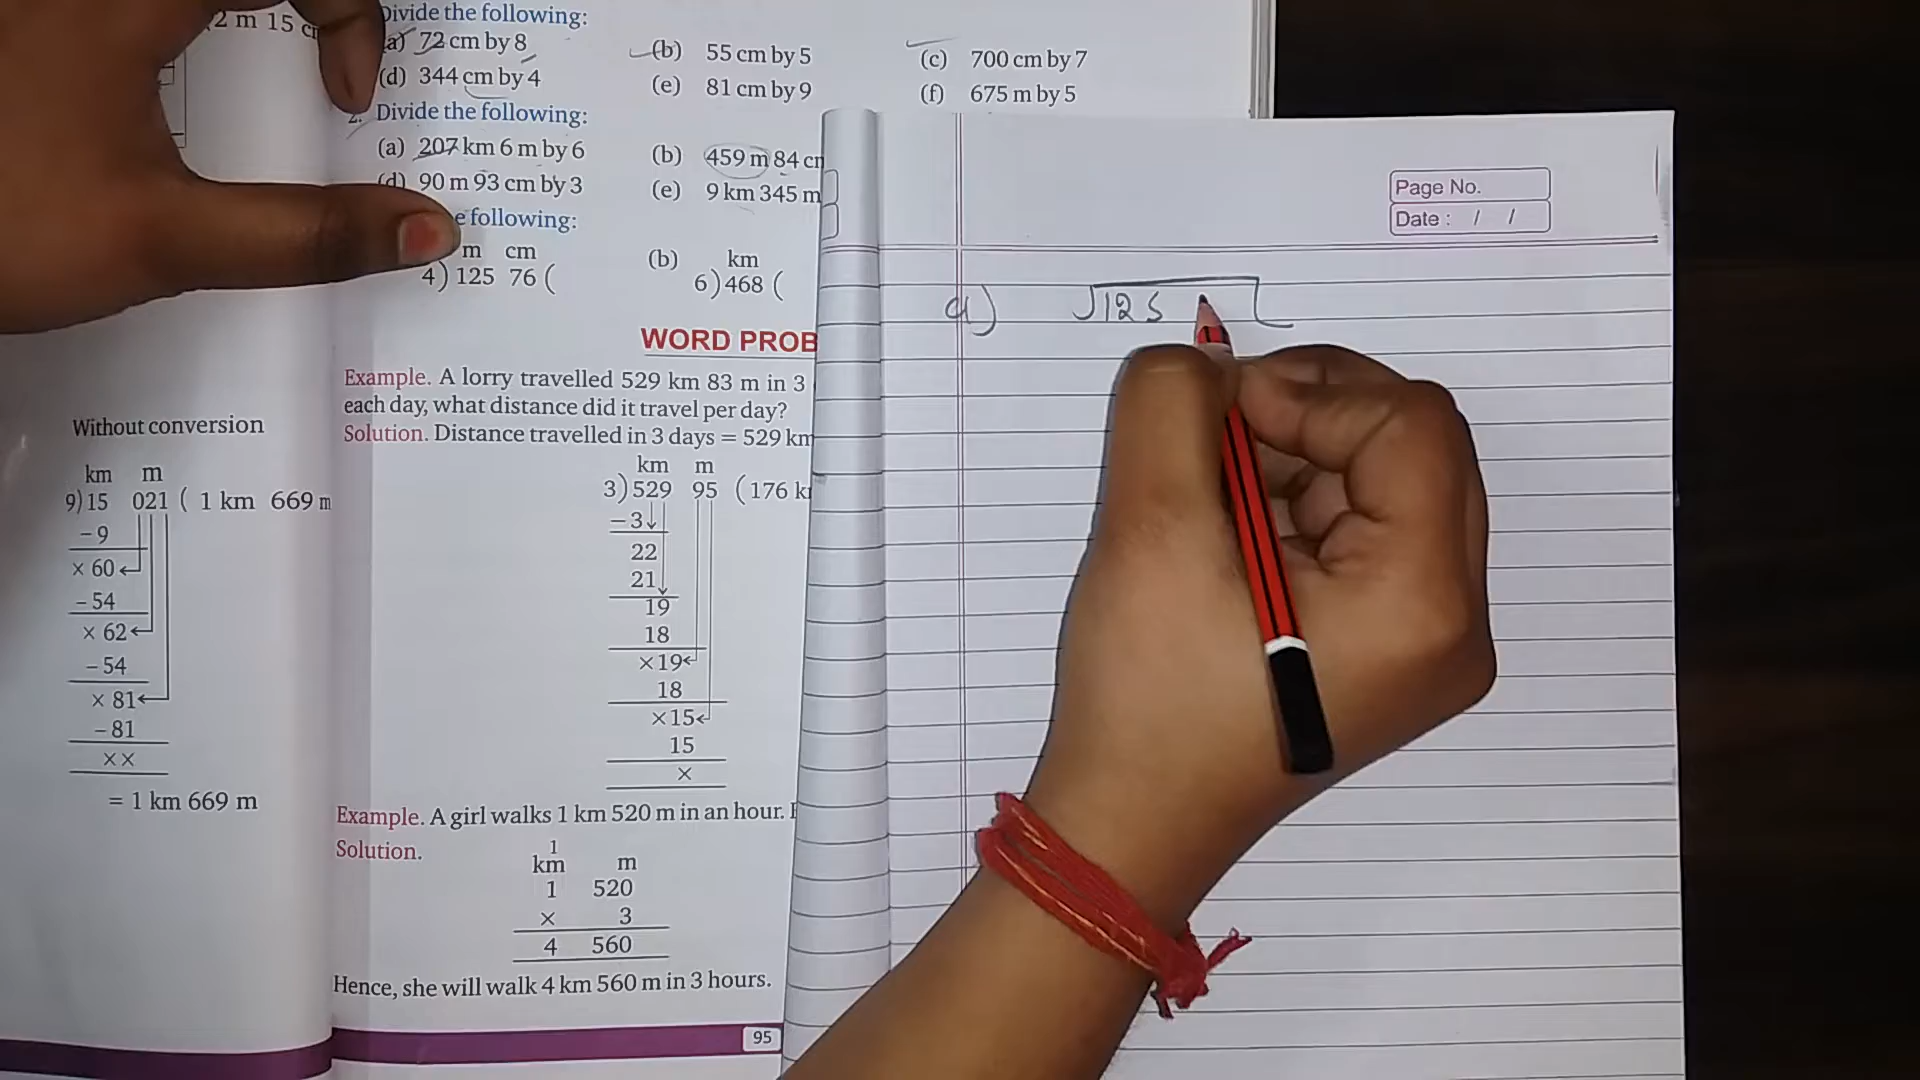 2 m 15 cm
Divide the following:
(a) 72 cm by 8
(b) 55 cm by 5
(c) 700 cm by 7
(d) 344 cm by 4
(e) 81 cm by 9
(f) 675 m by 5
2. Divide the following:
(a) 207 km 6 m by 6
(b) 459 m 84 cm
(d) 90 m 93 cm by 3
(e) 9 km 345 m
e following:
m cm
4) 125 76 (
(b) km
6) 468 (
WORD PROB
Example. A lorry travelled 529 km 83 m in 3
each day, what distance did it travel per day?
Solution. Distance travelled in 3 days = 529 km
km m
3) 529 95 ( 176 k
– 3
22
21
19
18
× 19
18
× 15
15
×
Example. A girl walks 1 km 520 m in an hour.
Solution.
1
km m
1 520
× 3
4 560
Hence, she will walk 4 km 560 m in 3 hours.
95
Without conversion
km m
9) 15 021 ( 1 km 669 m
– 9
× 60
– 54
× 62
– 54
× 81
– 81
××
= 1 km 669 m
Page No.
Date : / /
a) 125